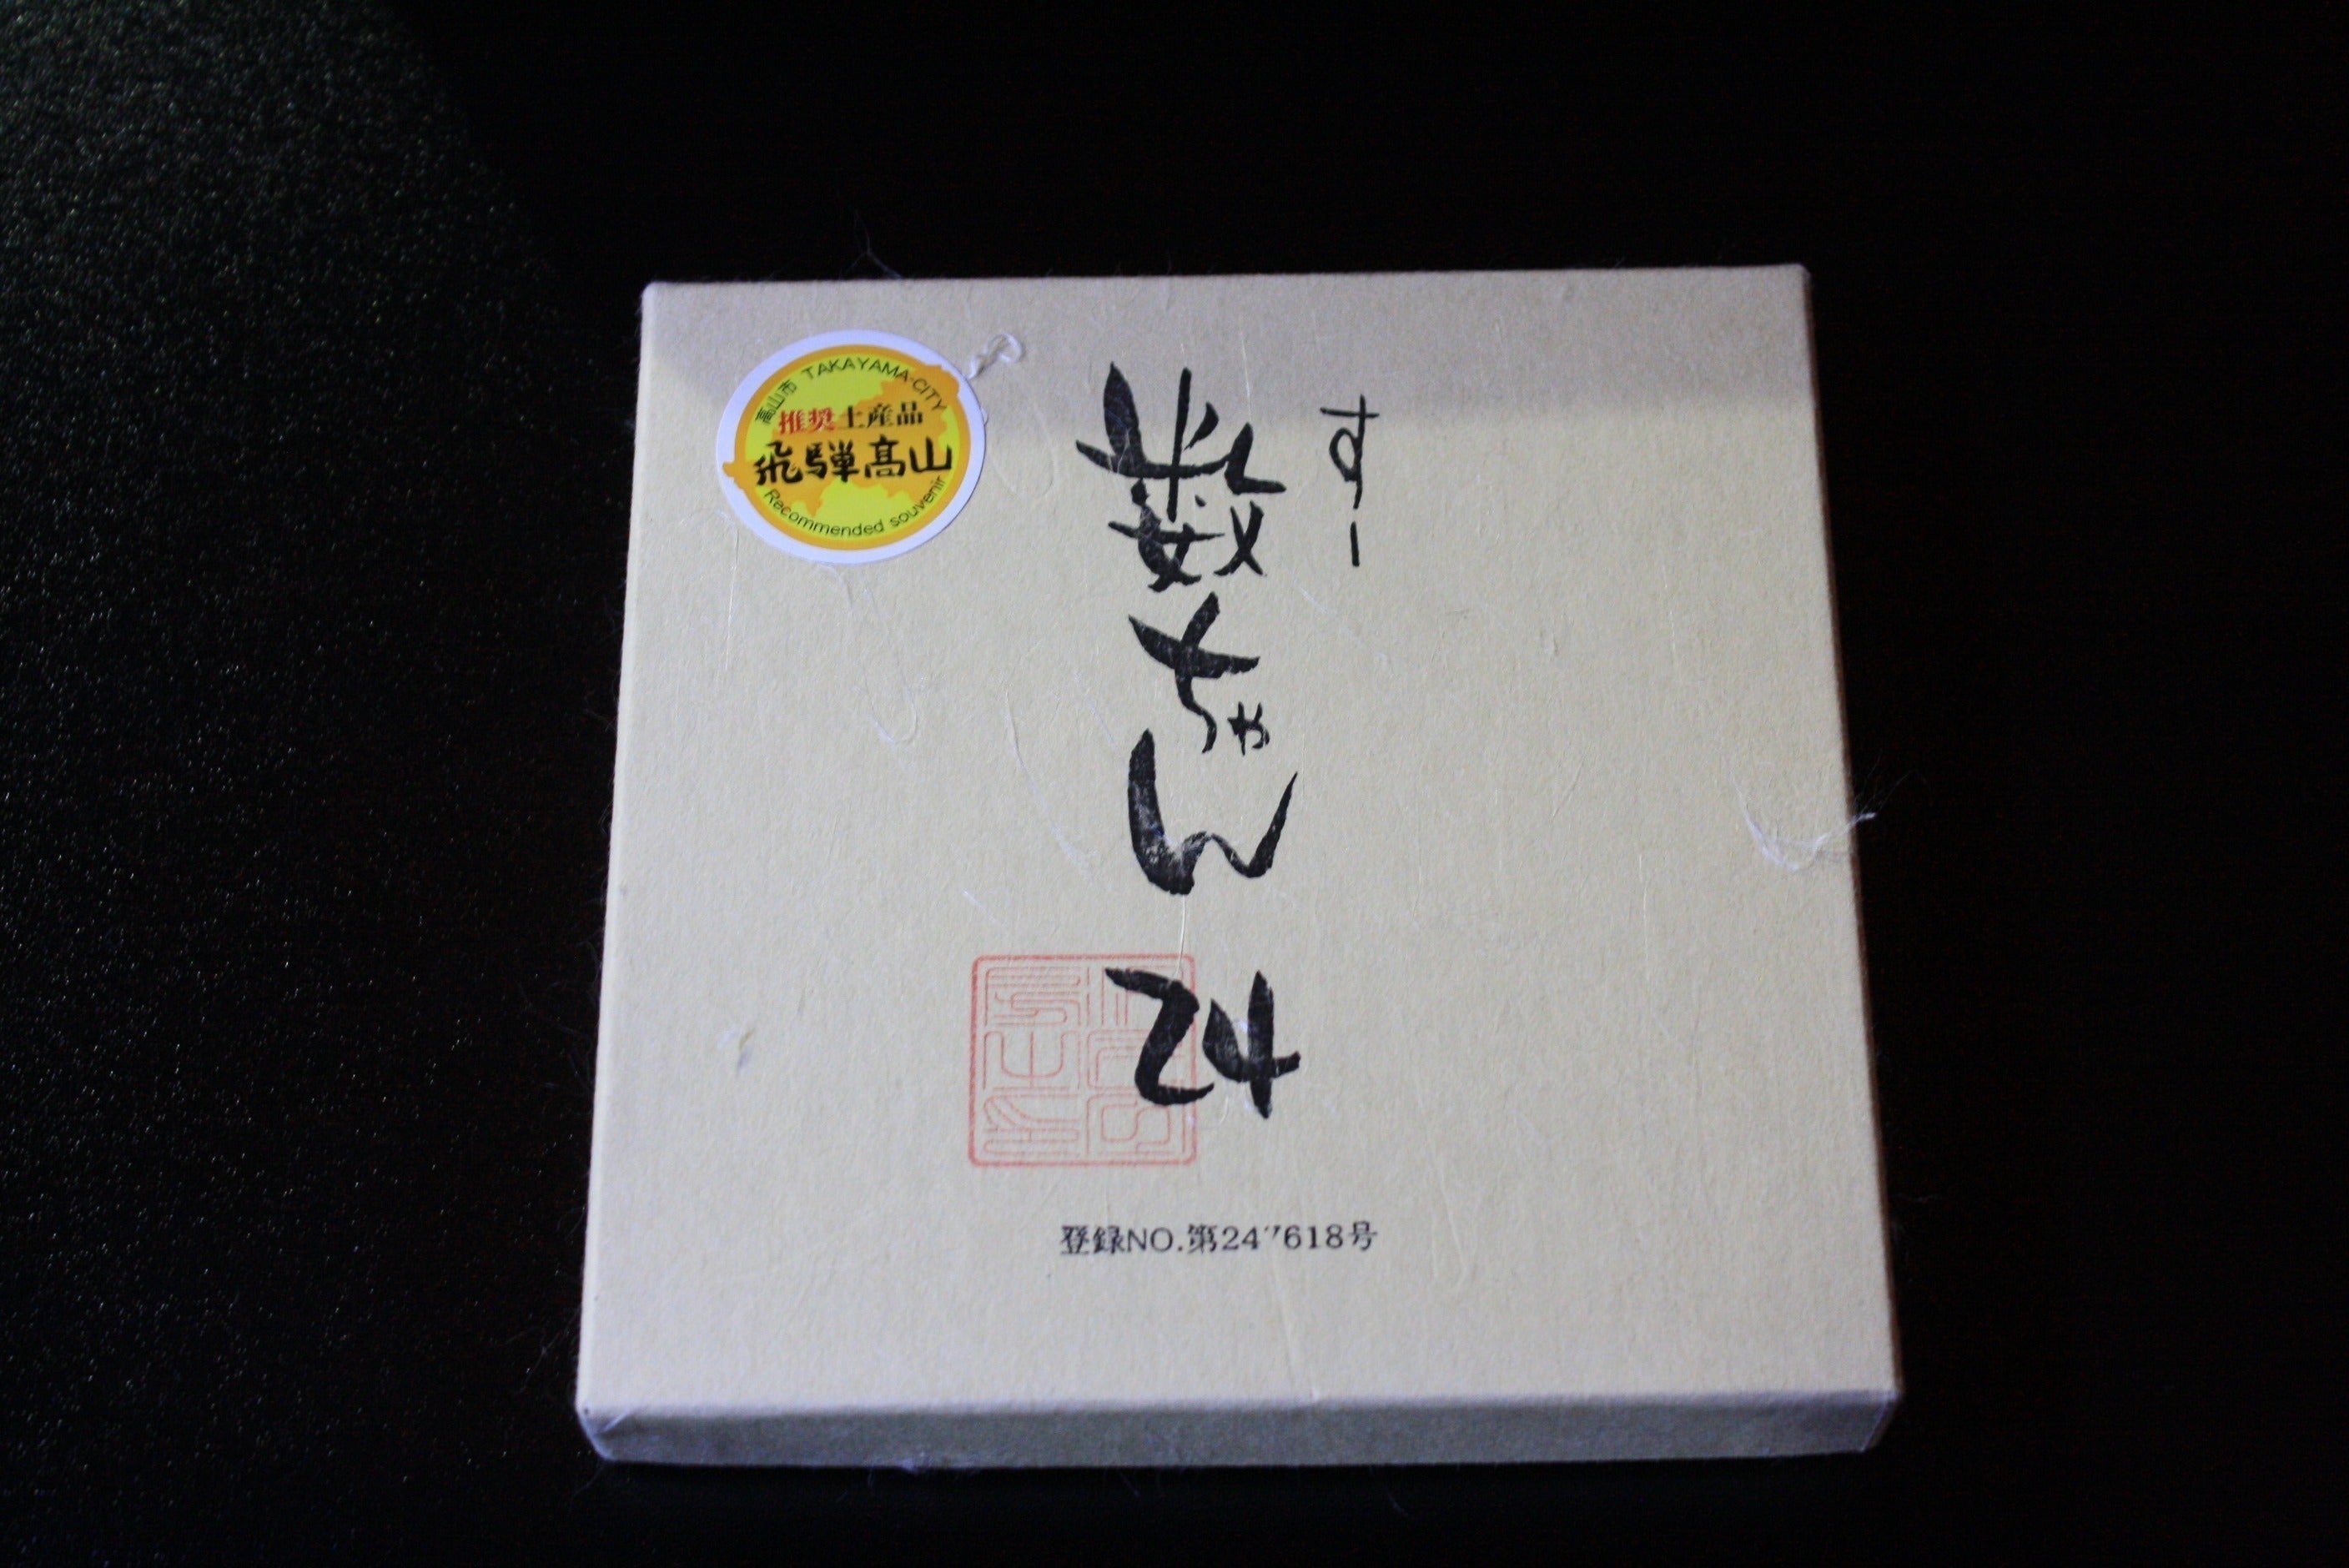 高山市 TAKAYAMA-CITY
推奨土産品
飛騨高山
Recommended souvenir
すー
数ちゃん
24
登録NO.第247618号